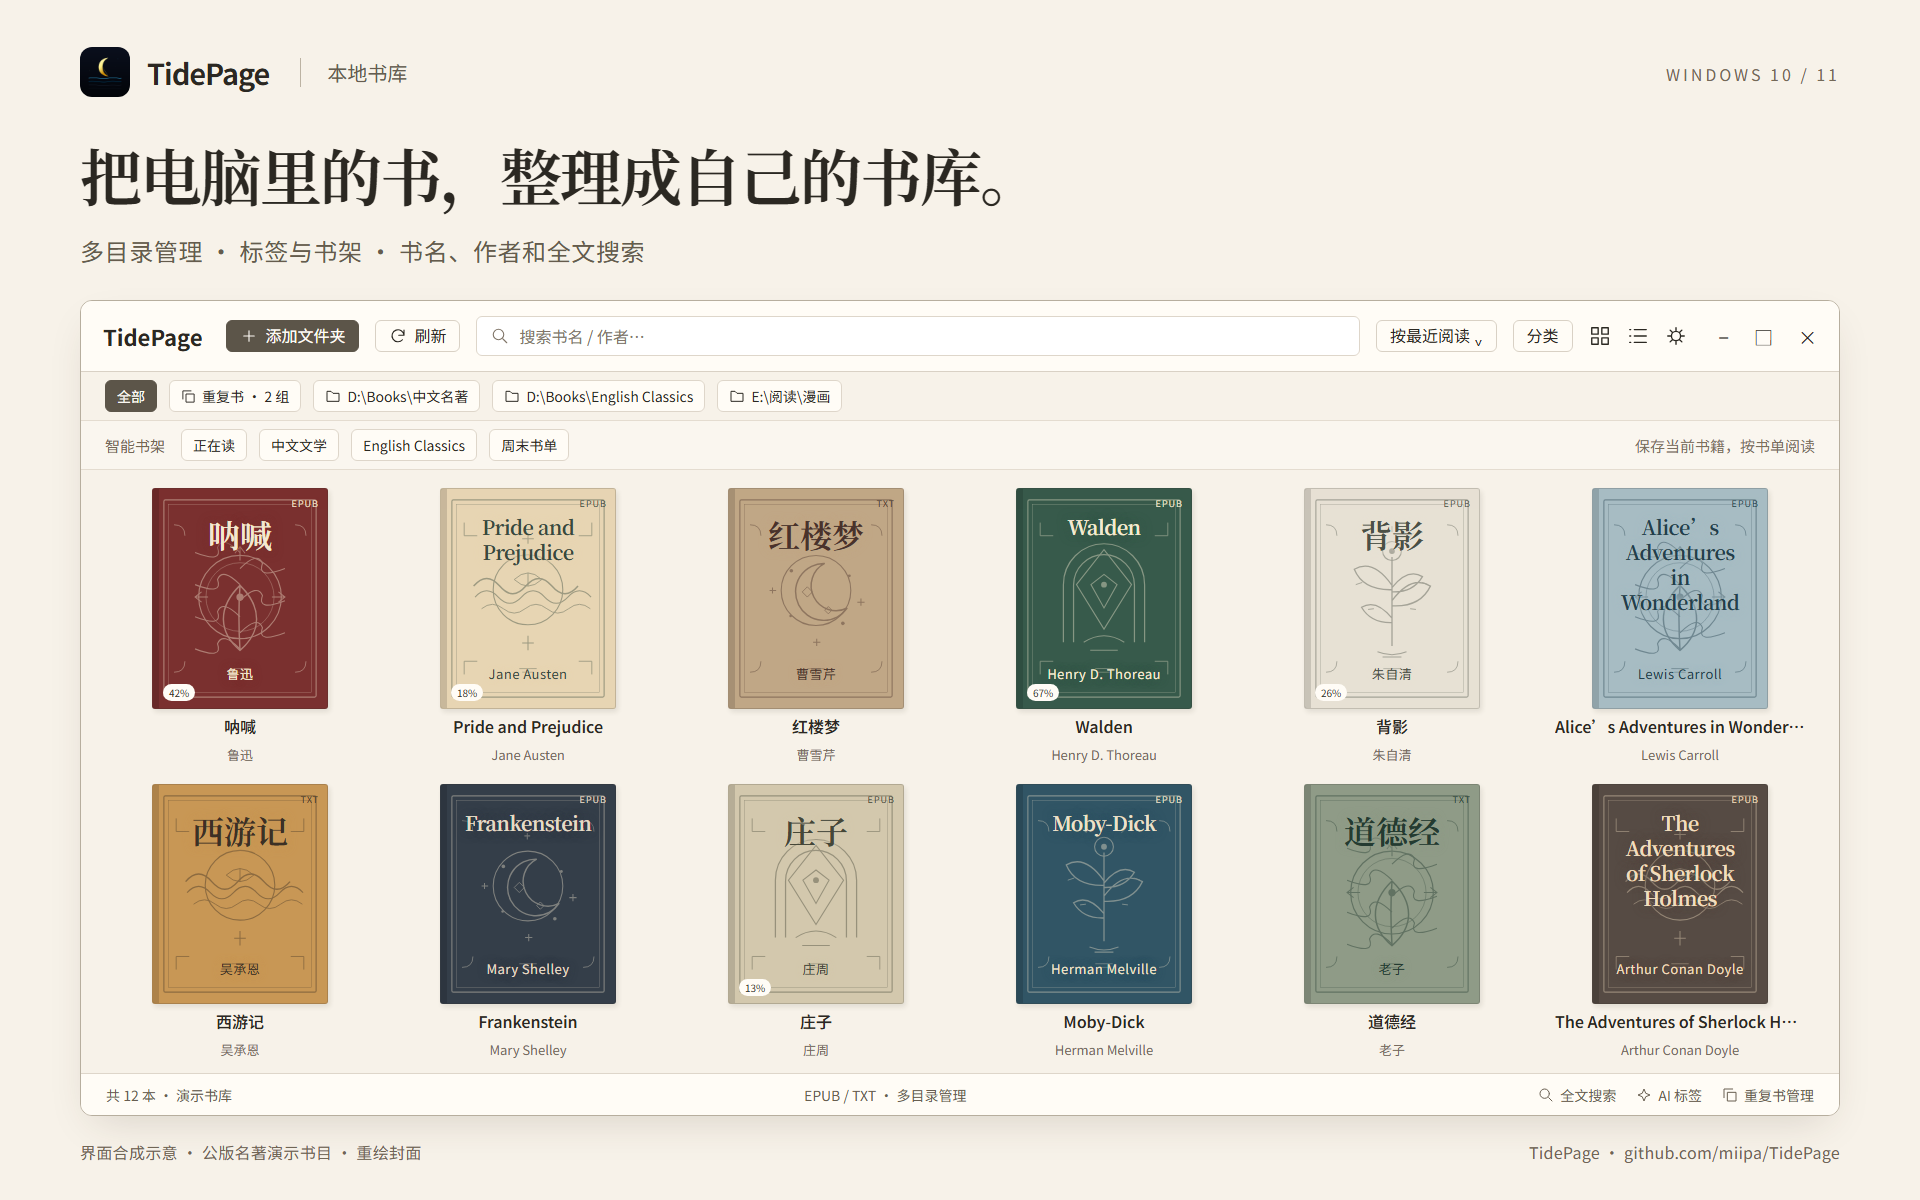 TidePage
本地书库
WINDOWS 10 / 11
把电脑里的书，整理成自己的书库。
多目录管理 • 标签与书架 • 书名、作者和全文搜索
TidePage
添加文件夹
刷新
搜索书名 / 作者…
按最近阅读
分类
全部
重复书 • 2 组
D:\Books\中文名著
D:\Books\English Classics
E:\阅读\漫画
智能书架
正在读
中文文学
English Classics
周末书单
保存当前书籍，按书单阅读
EPUB
呐喊
鲁迅
42%
EPUB
Pride and
Prejudice
Jane Austen
18%
TXT
红楼梦
曹雪芹
EPUB
Walden
Henry D. Thoreau
67%
EPUB
背影
朱自清
26%
EPUB
Alice’s
Adventures
in
Wonderland
Lewis Carroll
呐喊
鲁迅
Pride and Prejudice
Jane Austen
红楼梦
曹雪芹
Walden
Henry D. Thoreau
背影
朱自清
Alice’s Adventures in Wonder…
Lewis Carroll
TXT
西游记
吴承恩
EPUB
Frankenstein
Mary Shelley
EPUB
庄子
庄周
13%
EPUB
Moby-Dick
Herman Melville
TXT
道德经
老子
EPUB
The
Adventures
of Sherlock
Holmes
Arthur Conan Doyle
西游记
吴承恩
Frankenstein
Mary Shelley
庄子
庄周
Moby-Dick
Herman Melville
道德经
老子
The Adventures of Sherlock H…
Arthur Conan Doyle
共 12 本 • 演示书库
EPUB / TXT • 多目录管理
全文搜索
AI 标签
重复书管理
界面合成示意 • 公版名著演示书目 • 重绘封面
TidePage • github.com/miipa/TidePage